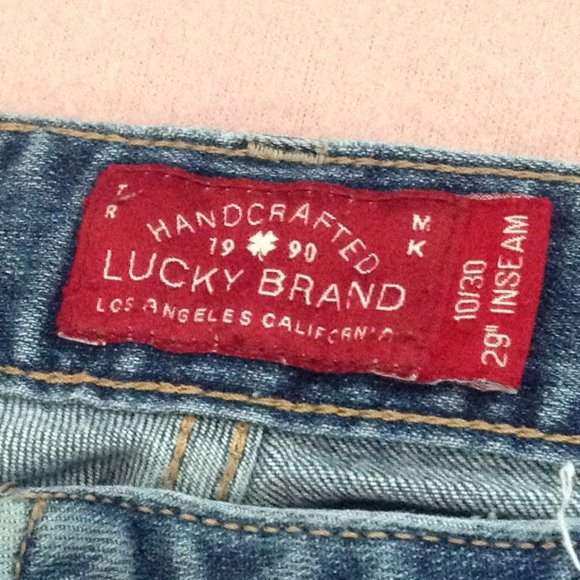 T/R HANDCRAFTED M/K
19 90
LUCKY BRAND
LOS ANGELES CALIFORNIA
10/30
29" INSEAM